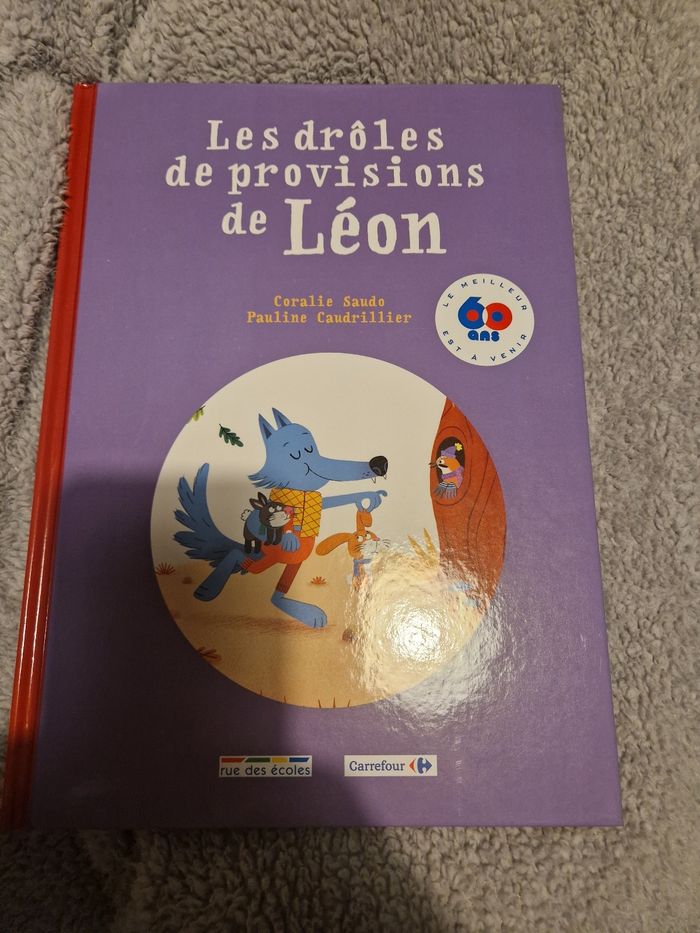 Les drôles
de provisions
de Léon
Coralie Saudo
Pauline Caudrillier
LE MEILLEUR
60
ans
EST À VENIR
rue des écoles
Carrefour